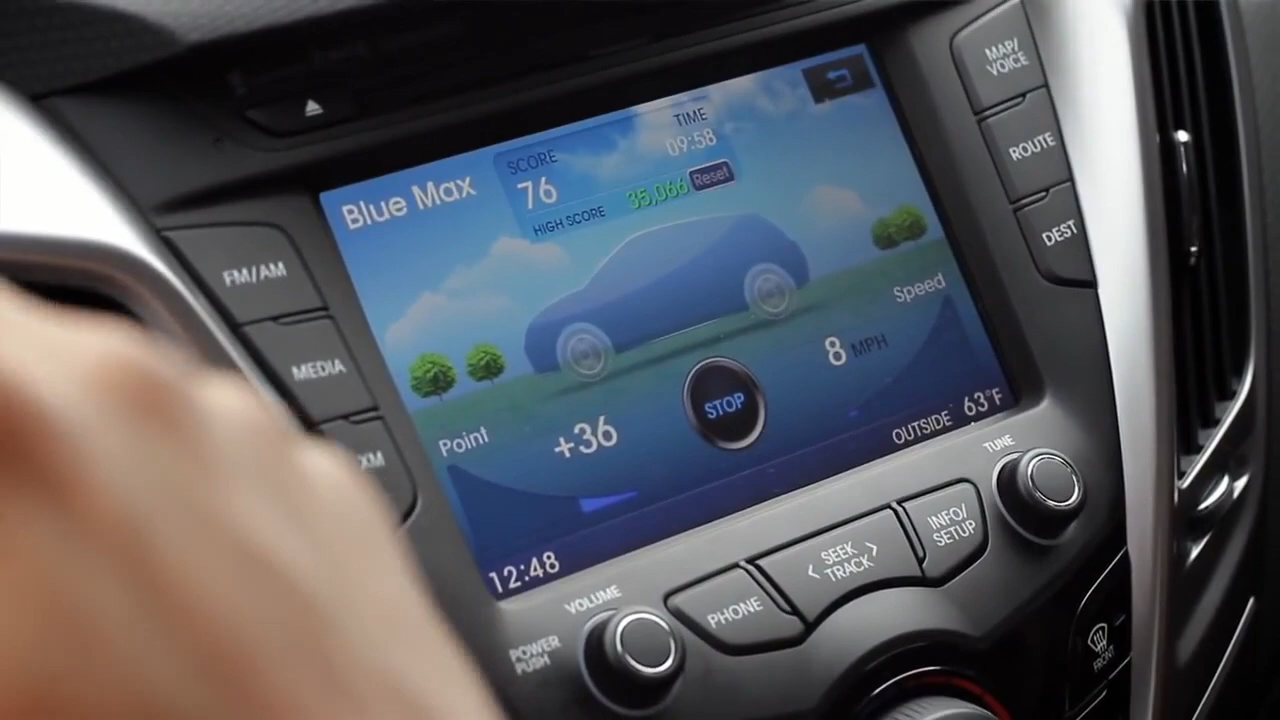 MAP/
VOICE
ROUTE
DEST
FM/AM
MEDIA
XM
Blue Max
SCORE
76
TIME
09:58
HIGH SCORE 35,066 Reset
Speed
8 MPH
Point
+36
STOP
OUTSIDE 63°F
12:48
TUNE
VOLUME
POWER
PUSH
PHONE
< SEEK >
TRACK
INFO/
SETUP
FRONT